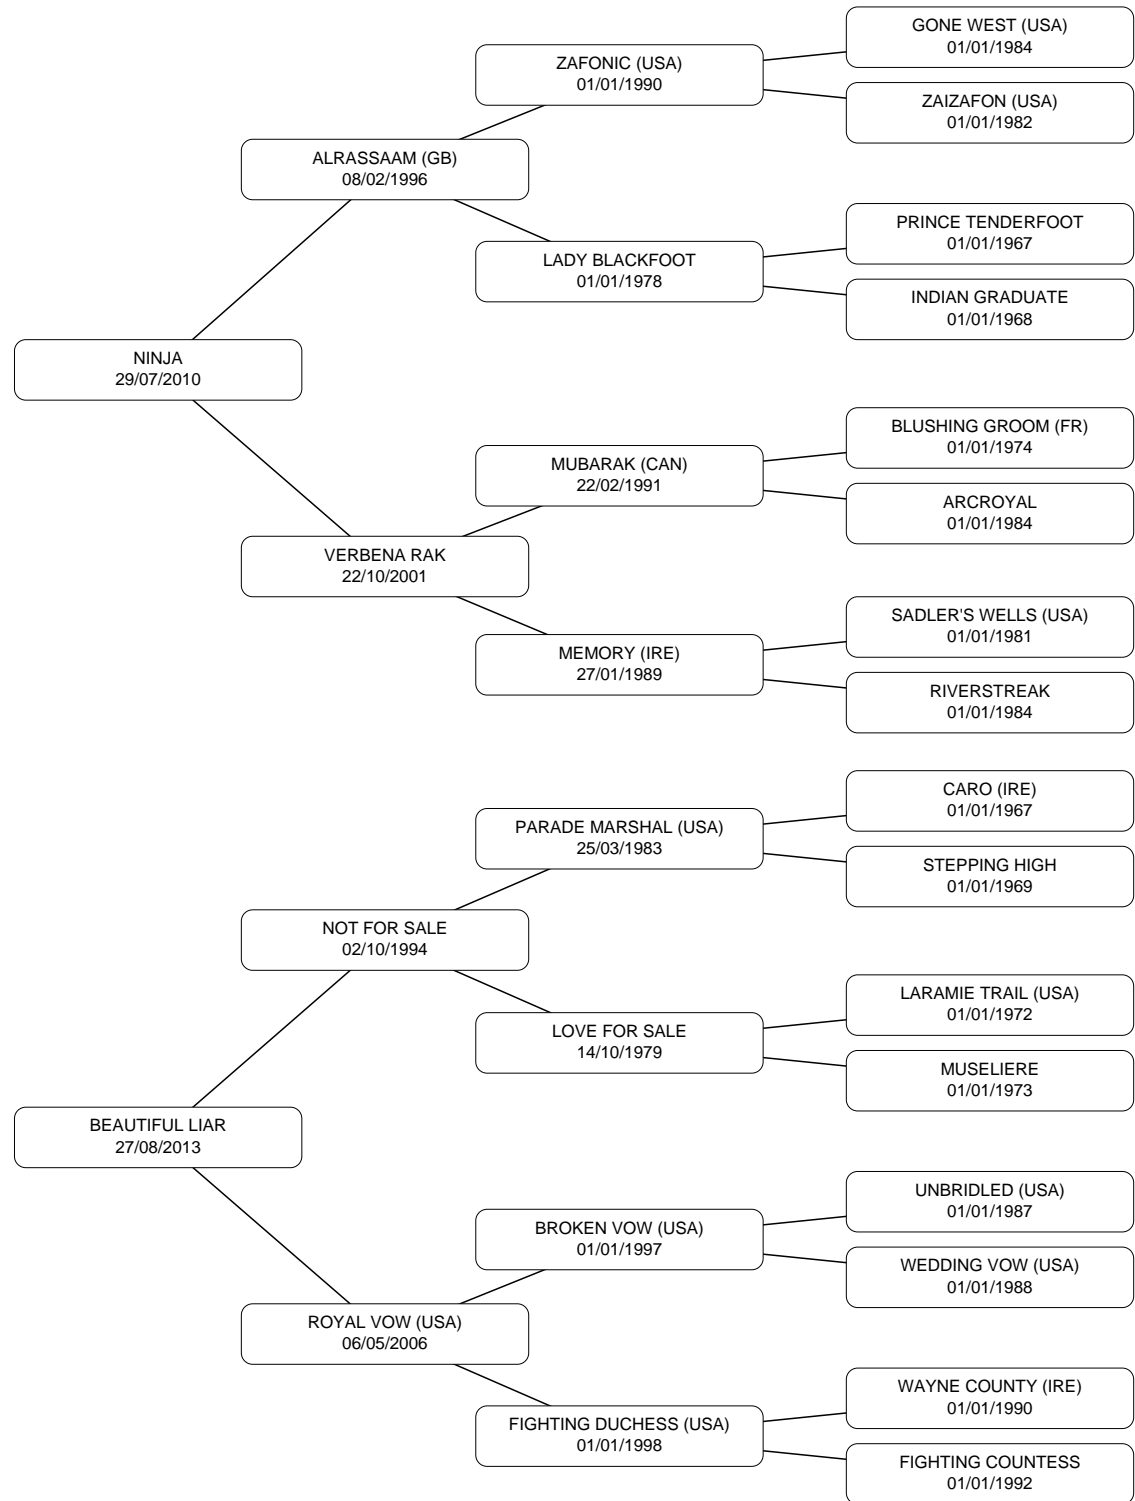 GONE WEST (USA)
01/01/1984
ZAFONIC (USA)
01/01/1990
ZAIZAFON (USA)
01/01/1982
ALRASSAAM (GB)
08/02/1996
PRINCE TENDERFOOT
01/01/1967
LADY BLACKFOOT
01/01/1978
INDIAN GRADUATE
01/01/1968
NINJA
29/07/2010
BLUSHING GROOM (FR)
01/01/1974
MUBARAK (CAN)
22/02/1991
ARCROYAL
01/01/1984
VERBENA RAK
22/10/2001
SADLER'S WELLS (USA)
01/01/1981
MEMORY (IRE)
27/01/1989
RIVERSTREAK
01/01/1984
CARO (IRE)
01/01/1967
PARADE MARSHAL (USA)
25/03/1983
STEPPING HIGH
01/01/1969
NOT FOR SALE
02/10/1994
LARAMIE TRAIL (USA)
01/01/1972
LOVE FOR SALE
14/10/1979
MUSELIERE
01/01/1973
BEAUTIFUL LIAR
27/08/2013
UNBRIDLED (USA)
01/01/1987
BROKEN VOW (USA)
01/01/1997
WEDDING VOW (USA)
01/01/1988
ROYAL VOW (USA)
06/05/2006
WAYNE COUNTY (IRE)
01/01/1990
FIGHTING DUCHESS (USA)
01/01/1998
FIGHTING COUNTESS
01/01/1992